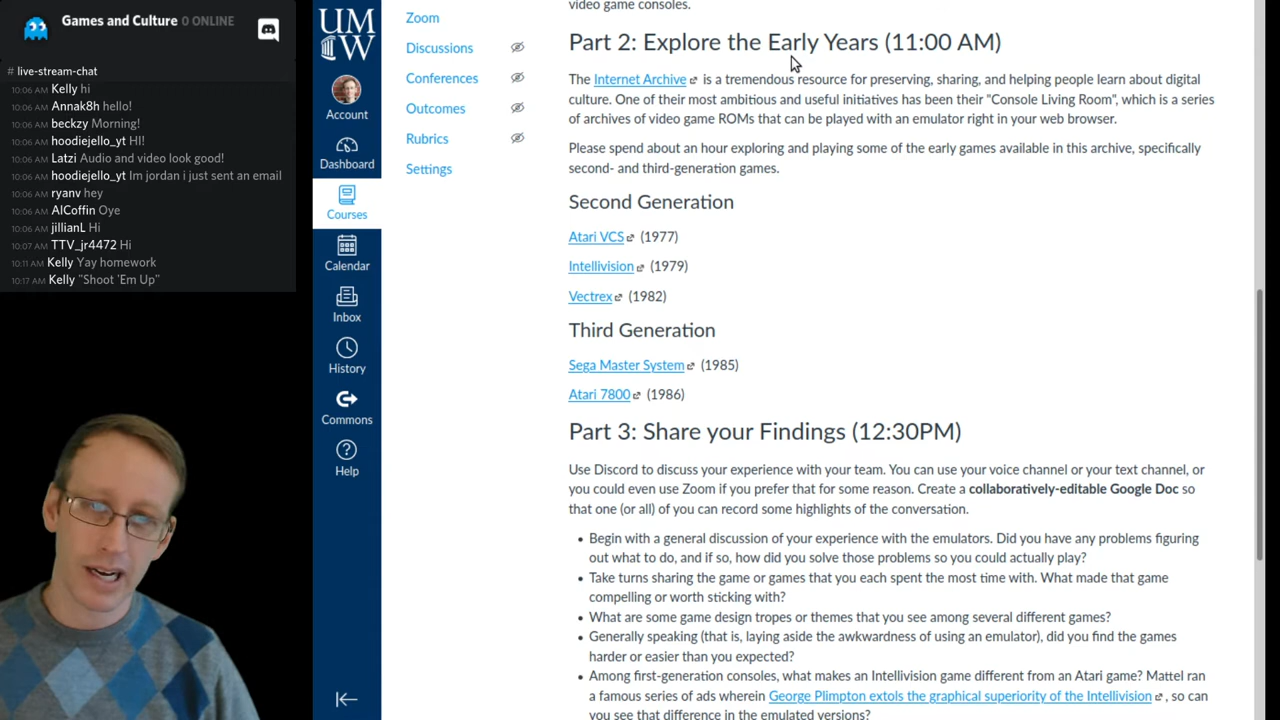 Games and Culture 0 ONLINE
# live-stream-chat
10:06 AM Kelly hi
10:06 AM Annak8h hello!
10:06 AM beckzy Morning!
10:06 AM hoodiejello_yt HI!
10:06 AM Latzi Audio and video look good!
10:06 AM hoodiejello_yt Im jordan i just sent an email
10:06 AM ryanv hey
10:06 AM AlCoffin Oye
10:06 AM jillianL Hi
10:07 AM TTV_jr4472 Hi
10:11 AM Kelly Yay homework
10:17 AM Kelly "Shoot 'Em Up"
UMW
Account
Dashboard
Courses
Calendar
Inbox
History
Commons
Help
Zoom
Discussions
Conferences
Outcomes
Rubrics
Settings
video game consoles.
Part 2: Explore the Early Years (11:00 AM)
The Internet Archive is a tremendous resource for preserving, sharing, and helping people learn about digital
culture. One of their most ambitious and useful initiatives has been their "Console Living Room", which is a series
of archives of video game ROMs that can be played with an emulator right in your web browser.
Please spend about an hour exploring and playing some of the early games available in this archive, specifically
second- and third-generation games.
Second Generation
Atari VCS (1977)
Intellivision (1979)
Vectrex (1982)
Third Generation
Sega Master System (1985)
Atari 7800 (1986)
Part 3: Share your Findings (12:30PM)
Use Discord to discuss your experience with your team. You can use your voice channel or your text channel, or
you could even use Zoom if you prefer that for some reason. Create a collaboratively-editable Google Doc so
that one (or all) of you can record some highlights of the conversation.
• Begin with a general discussion of your experience with the emulators. Did you have any problems figuring
out what to do, and if so, how did you solve those problems so you could actually play?
• Take turns sharing the game or games that you each spent the most time with. What made that game
compelling or worth sticking with?
• What are some game design tropes or themes that you see among several different games?
• Generally speaking (that is, laying aside the awkwardness of using an emulator), did you find the games
harder or easier than you expected?
• Among first-generation consoles, what makes an Intellivision game different from an Atari game? Mattel ran
a famous series of ads wherein George Plimpton extols the graphical superiority of the Intellivision , so can
you see that difference in the emulated versions?